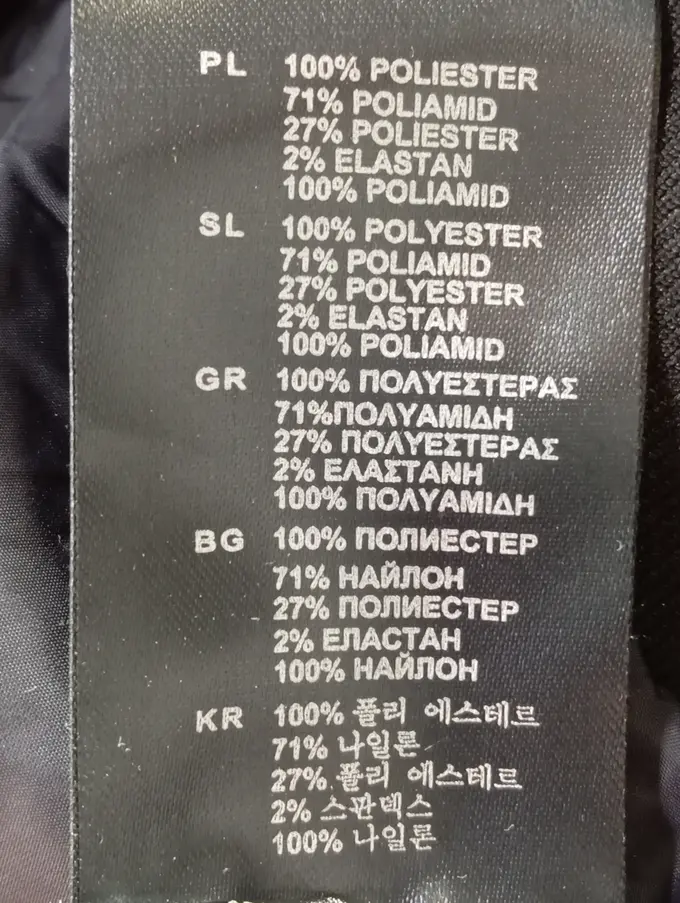 PL 100% POLIESTER
71% POLIAMID
27% POLIESTER
2% ELASTAN
100% POLIAMID
SL 100% POLYESTER
71% POLIAMID
27% POLYESTER
2% ELASTAN
100% POLIAMID
GR 100% ΠΟΛΥΕΣΤΕΡΑΣ
71%ΠΟΛΥΑΜΙΔΗ
27% ΠΟΛΥΕΣΤΕΡΑΣ
2% ΕΛΑΣΤΑΝΗ
100% ΠΟΛΥΑΜΙΔΗ
BG 100% ПОЛИЕСТЕР
71% НАЙЛОН
27% ПОЛИЕСТЕР
2% ЕЛАСТАН
100% НАЙЛОН
KR 100% 폴리 에스테르
71% 나일론
27% 폴리 에스테르
2% 스판덱스
100% 나일론